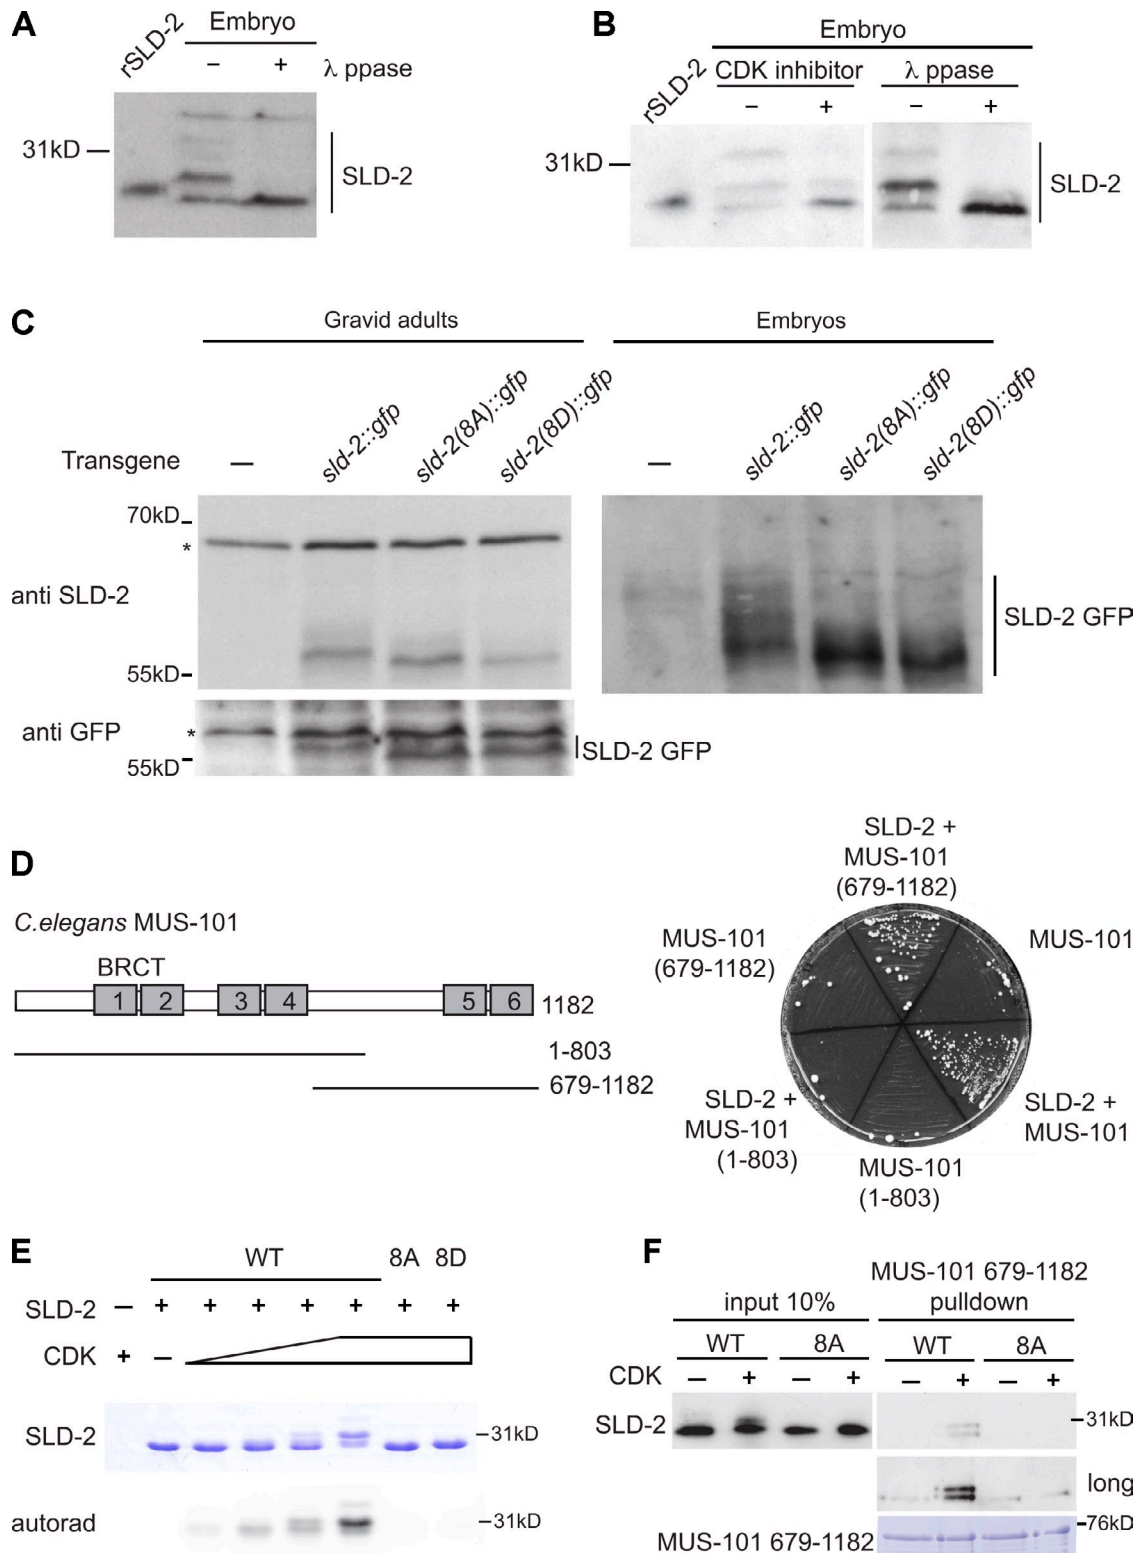 A
rSLD-2
Embryo
– +
λ ppase
31kD
SLD-2
B
Embryo
rSLD-2
CDK inhibitor
λ ppase
– + – +
31kD
SLD-2
C
Gravid adults
Embryos
Transgene
–
sld-2::gfp
sld-2(8A)::gfp
sld-2(8D)::gfp
–
sld-2::gfp
sld-2(8A)::gfp
sld-2(8D)::gfp
70kD
*
anti SLD-2
55kD
SLD-2 GFP
anti GFP
*
55kD
SLD-2 GFP
D
C.elegans MUS-101
BRCT
1 2 3 4 5 6
1182
1-803
679-1182
SLD-2 +
MUS-101
(679-1182)
MUS-101
(679-1182)
MUS-101
SLD-2 +
MUS-101
(1-803)
MUS-101
(1-803)
SLD-2 +
MUS-101
E
WT 8A 8D
SLD-2 – + + + + + + +
CDK + –
SLD-2
31kD
autorad
31kD
F
input 10%
MUS-101 679-1182
pulldown
WT 8A WT 8A
CDK – + – + – + – +
SLD-2
31kD
long
76kD
MUS-101 679-1182